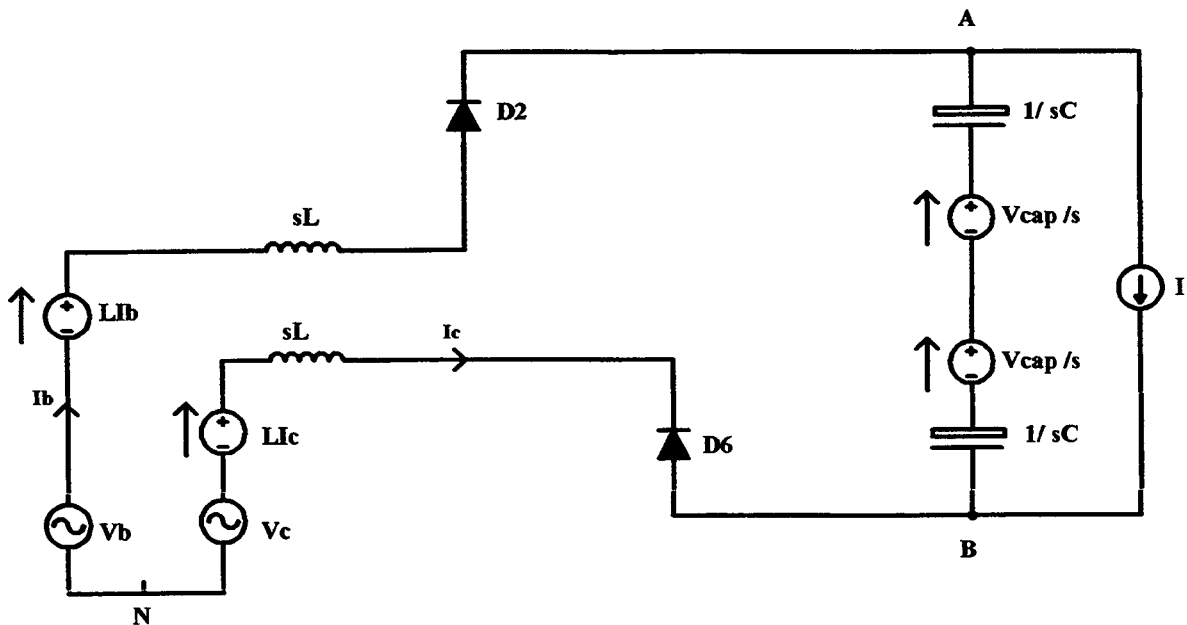 A
D2
1/ sC
sL
Vcap /s
LIb
I
sL
Ic
Vcap /s
Ib
LIc
D6
1/ sC
Vb
Vc
B
N